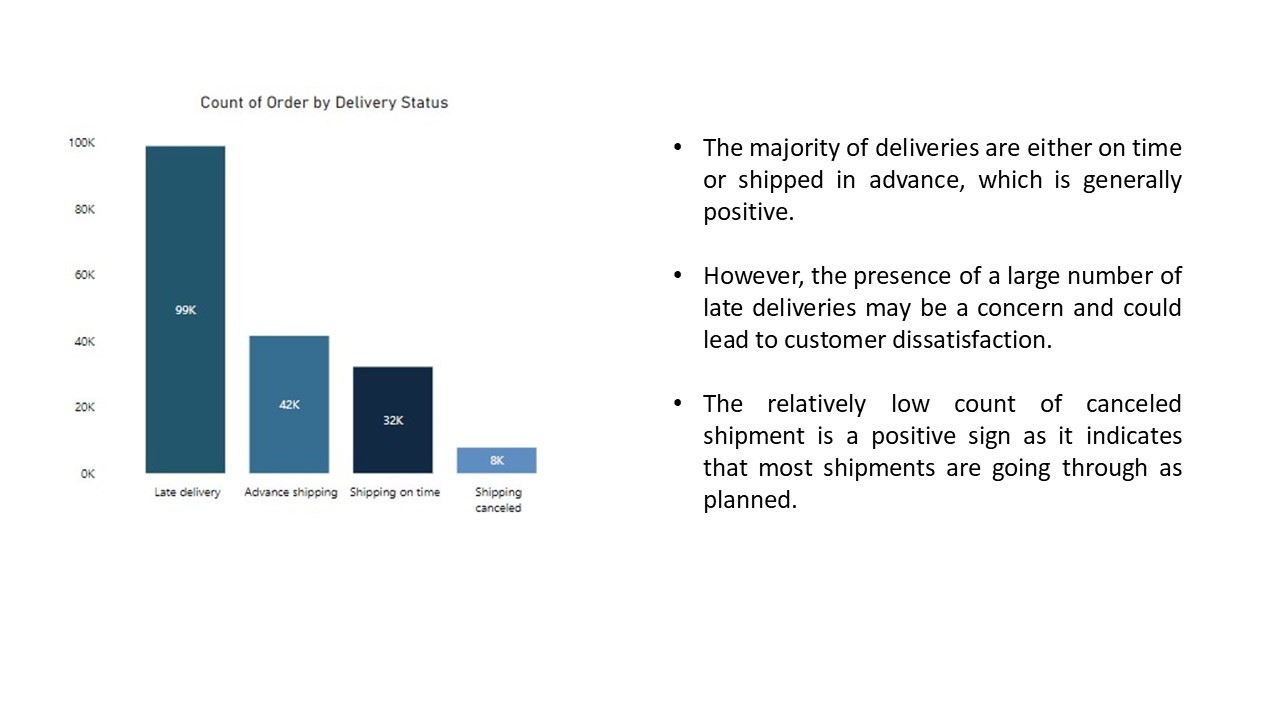 Count of Order by Delivery Status
100K
80K
60K
40K
20K
0K
99K
42K
32K
8K
Late delivery
Advance shipping
Shipping on time
Shipping
canceled
• The majority of deliveries are either on time
or shipped in advance, which is generally
positive.
• However, the presence of a large number of
late deliveries may be a concern and could
lead to customer dissatisfaction.
• The relatively low count of canceled
shipment is a positive sign as it indicates
that most shipments are going through as
planned.